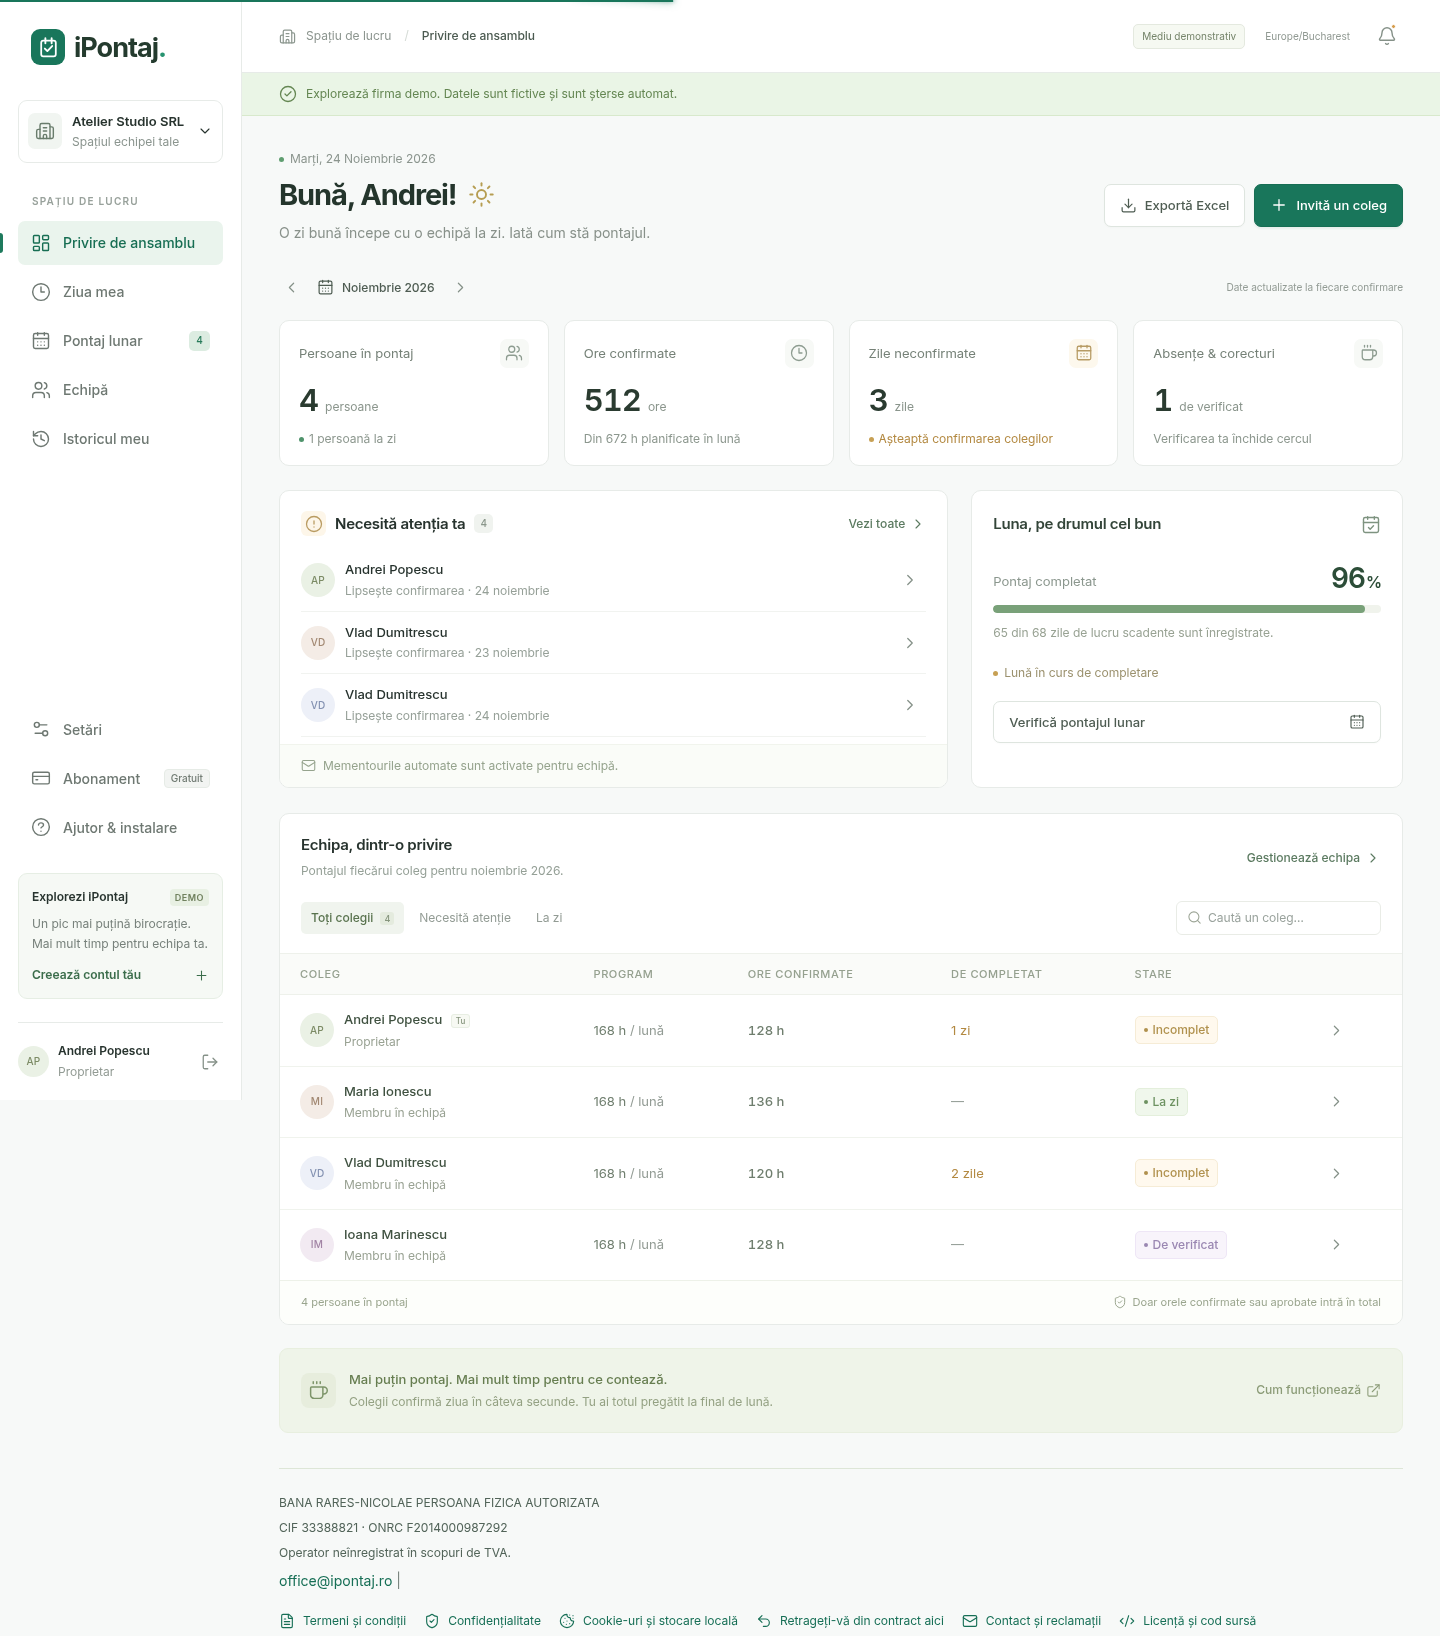 iPontaj.
Atelier Studio SRL
Spațiul echipei tale
SPAȚIU DE LUCRU
Privire de ansamblu
Ziua mea
Pontaj lunar 4
Echipă
Istoricul meu
Setări
Abonament Gratuit
Ajutor & instalare
Explorezi iPontaj DEMO
Un pic mai puțină birocrație.
Mai mult timp pentru echipa ta.
Creează contul tău
AP Andrei Popescu
Proprietar
Spațiu de lucru / Privire de ansamblu
Mediu demonstrativ Europe/Bucharest
Explorează firma demo. Datele sunt fictive și sunt șterse automat.
Marți, 24 Noiembrie 2026
Bună, Andrei!
O zi bună începe cu o echipă la zi. Iată cum stă pontajul.
Exportă Excel
Invită un coleg
Noiembrie 2026
Date actualizate la fiecare confirmare
Persoane în pontaj
4 persoane
1 persoană la zi
Ore confirmate
512 ore
Din 672 h planificate în lună
Zile neconfirmate
3 zile
Așteaptă confirmarea colegilor
Absențe & corecturi
1 de verificat
Verificarea ta închide cercul
Necesită atenția ta 4
Vezi toate
AP Andrei Popescu
Lipsește confirmarea · 24 noiembrie
VD Vlad Dumitrescu
Lipsește confirmarea · 23 noiembrie
VD Vlad Dumitrescu
Lipsește confirmarea · 24 noiembrie
Mementourile automate sunt activate pentru echipă.
Luna, pe drumul cel bun
Pontaj completat 96%
65 din 68 zile de lucru scadente sunt înregistrate.
Lună în curs de completare
Verifică pontajul lunar
Echipa, dintr-o privire
Pontajul fiecărui coleg pentru noiembrie 2026.
Gestionează echipa
Toți colegii 4 Necesită atenție La zi
Caută un coleg...
COLEG PROGRAM ORE CONFIRMATE DE COMPLETAT STARE
AP Andrei Popescu Tu
Proprietar
168 h / lună 128 h 1 zi • Incomplet
MI Maria Ionescu
Membru în echipă
168 h / lună 136 h — • La zi
VD Vlad Dumitrescu
Membru în echipă
168 h / lună 120 h 2 zile • Incomplet
IM Ioana Marinescu
Membru în echipă
168 h / lună 128 h — • De verificat
4 persoane în pontaj
Doar orele confirmate sau aprobate intră în total
Mai puțin pontaj. Mai mult timp pentru ce contează.
Colegii confirmă ziua în câteva secunde. Tu ai totul pregătit la final de lună.
Cum funcționează
BANA RARES-NICOLAE PERSOANA FIZICA AUTORIZATA
CIF 33388821 · ONRC F2014000987292
Operator neînregistrat în scopuri de TVA.
office@ipontaj.ro |
Termeni și condiții Confidențialitate Cookie-uri și stocare locală Retrageți-vă din contract aici Contact și reclamații Licență și cod sursă